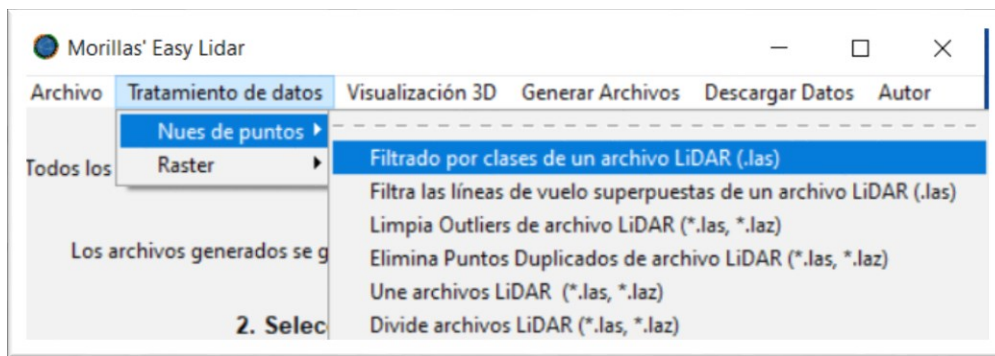 Morillas' Easy Lidar
Archivo Tratamiento de datos Visualización 3D Generar Archivos Descargar Datos Autor
Nues de puntos
Raster
Todos los
Filtrado por clases de un archivo LiDAR (.las)
Filtra las líneas de vuelo superpuestas de un archivo LiDAR (.las)
Limpia Outliers de archivo LiDAR (*.las, *.laz)
Elimina Puntos Duplicados de archivo LiDAR (*.las, *.laz)
Une archivos LiDAR (*.las, *.laz)
Divide archivos LiDAR (*.las, *.laz)
Los archivos generados se g
2. Selec